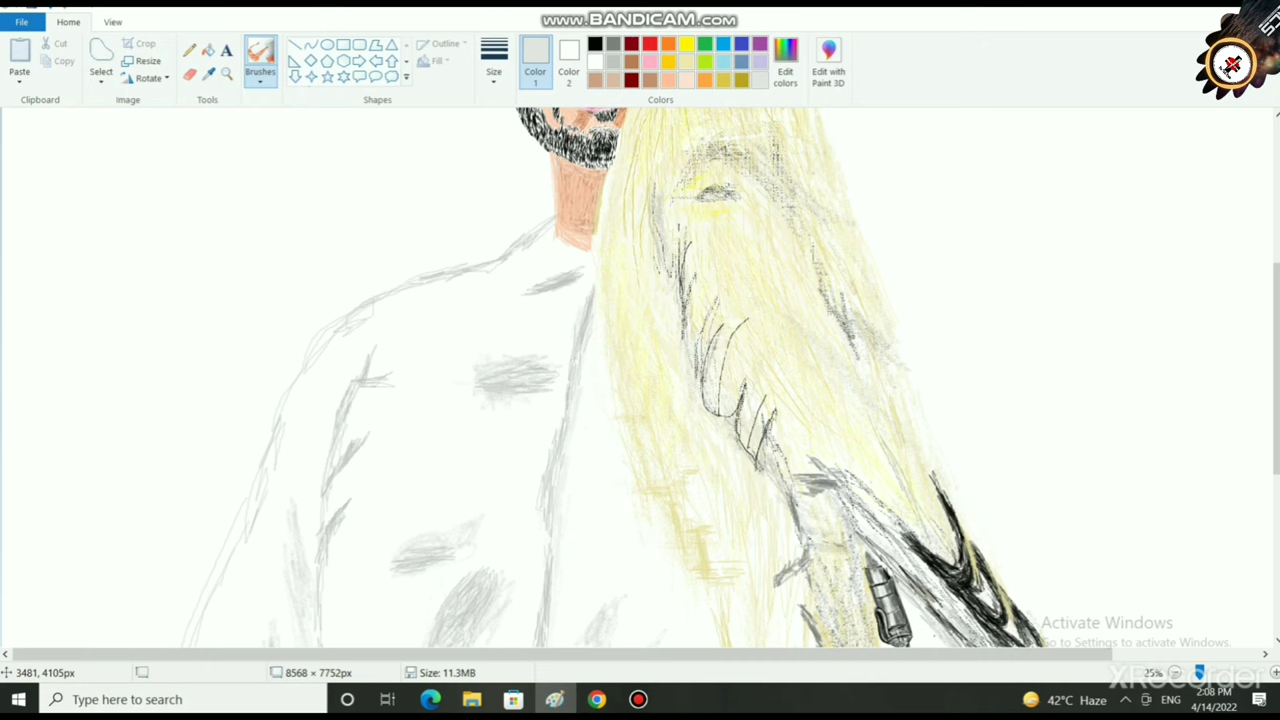 www.BANDICAM.com
File Home View
Cut
Copy
Paste
Crop
Resize
Rotate
Select
Brushes
Outline
Fill
Size
Color 1
Color 2
Edit colors
Edit with Paint 3D
Clipboard Image Tools Shapes Colors
Activate Windows
Go to Settings to activate Windows.
3481, 4105px 8568 × 7752px Size: 11.3MB 25%
XRecorder
Type here to search 42°C Haze ENG 2:08 PM
4/14/2022